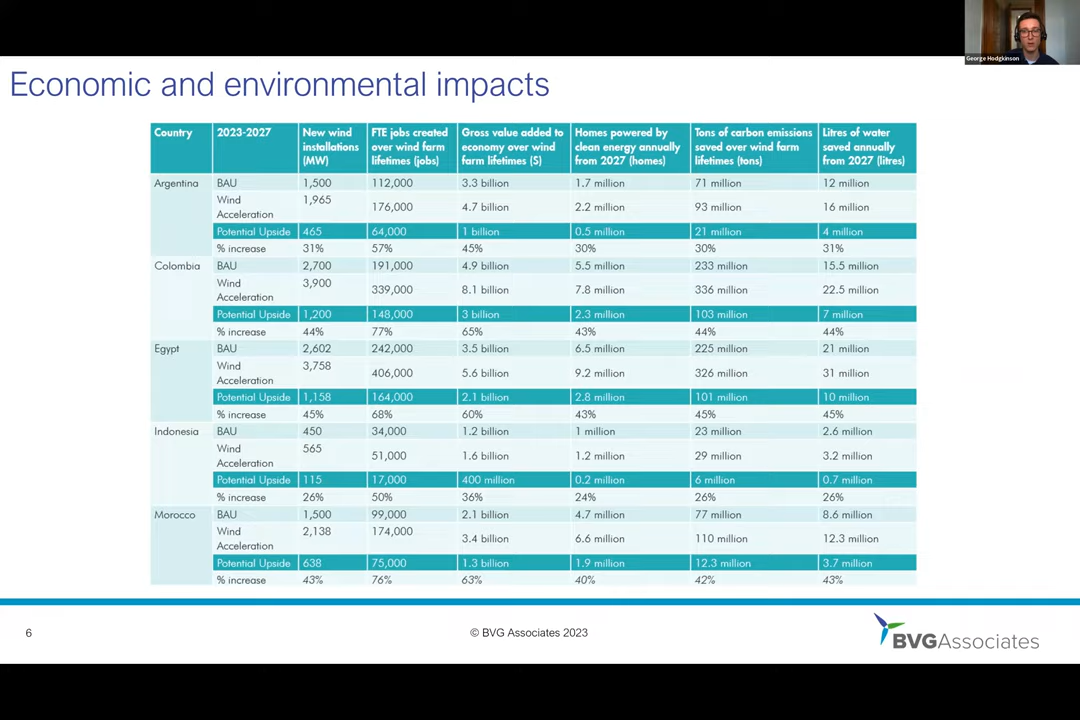 George Hodgkinson
Economic and environmental impacts
Country 2023-2027 New wind installations (MW) FTE jobs created over wind farm lifetimes (jobs) Gross value added to economy over wind farm lifetimes ($) Homes powered by clean energy annually from 2027 (homes) Tons of carbon emissions saved over wind farm lifetimes (tons) Litres of water saved annually from 2027 (litres)
Argentina BAU 1,500 112,000 3.3 billion 1.7 million 71 million 12 million
Wind Acceleration 1,965 176,000 4.7 billion 2.2 million 93 million 16 million
Potential Upside 465 64,000 1 billion 0.5 million 21 million 4 million
% increase 31% 57% 45% 30% 30% 31%
Colombia BAU 2,700 191,000 4.9 billion 5.5 million 233 million 15.5 million
Wind Acceleration 3,900 339,000 8.1 billion 7.8 million 336 million 22.5 million
Potential Upside 1,200 148,000 3 billion 2.3 million 103 million 7 million
% increase 44% 77% 65% 43% 44% 44%
Egypt BAU 2,602 242,000 3.5 billion 6.5 million 225 million 21 million
Wind Acceleration 3,758 406,000 5.6 billion 9.2 million 326 million 31 million
Potential Upside 1,158 164,000 2.1 billion 2.8 million 101 million 10 million
% increase 45% 68% 60% 43% 45% 45%
Indonesia BAU 450 34,000 1.2 billion 1 million 23 million 2.6 million
Wind Acceleration 565 51,000 1.6 billion 1.2 million 29 million 3.2 million
Potential Upside 115 17,000 400 million 0.2 million 6 million 0.7 million
% increase 26% 50% 36% 24% 26% 26%
Morocco BAU 1,500 99,000 2.1 billion 4.7 million 77 million 8.6 million
Wind Acceleration 2,138 174,000 3.4 billion 6.6 million 110 million 12.3 million
Potential Upside 638 75,000 1.3 billion 1.9 million 12.3 million 3.7 million
% increase 43% 76% 63% 40% 42% 43%
6
© BVG Associates 2023
BVGAssociates